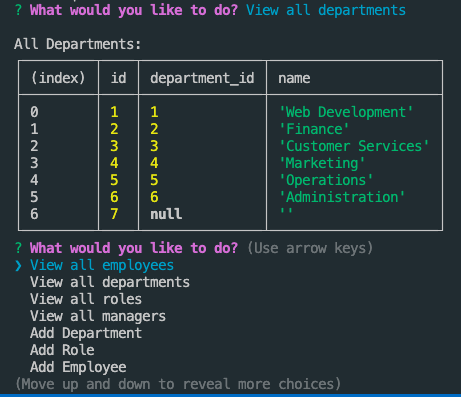 ? What would you like to do? View all departments
All Departments:
(index) id department_id name
0 1 1 'Web Development'
1 2 2 'Finance'
2 3 3 'Customer Services'
3 4 4 'Marketing'
4 5 5 'Operations'
5 6 6 'Administration'
6 7 null ''
? What would you like to do? (Use arrow keys)
❯ View all employees
View all departments
View all roles
View all managers
Add Department
Add Role
Add Employee
(Move up and down to reveal more choices)